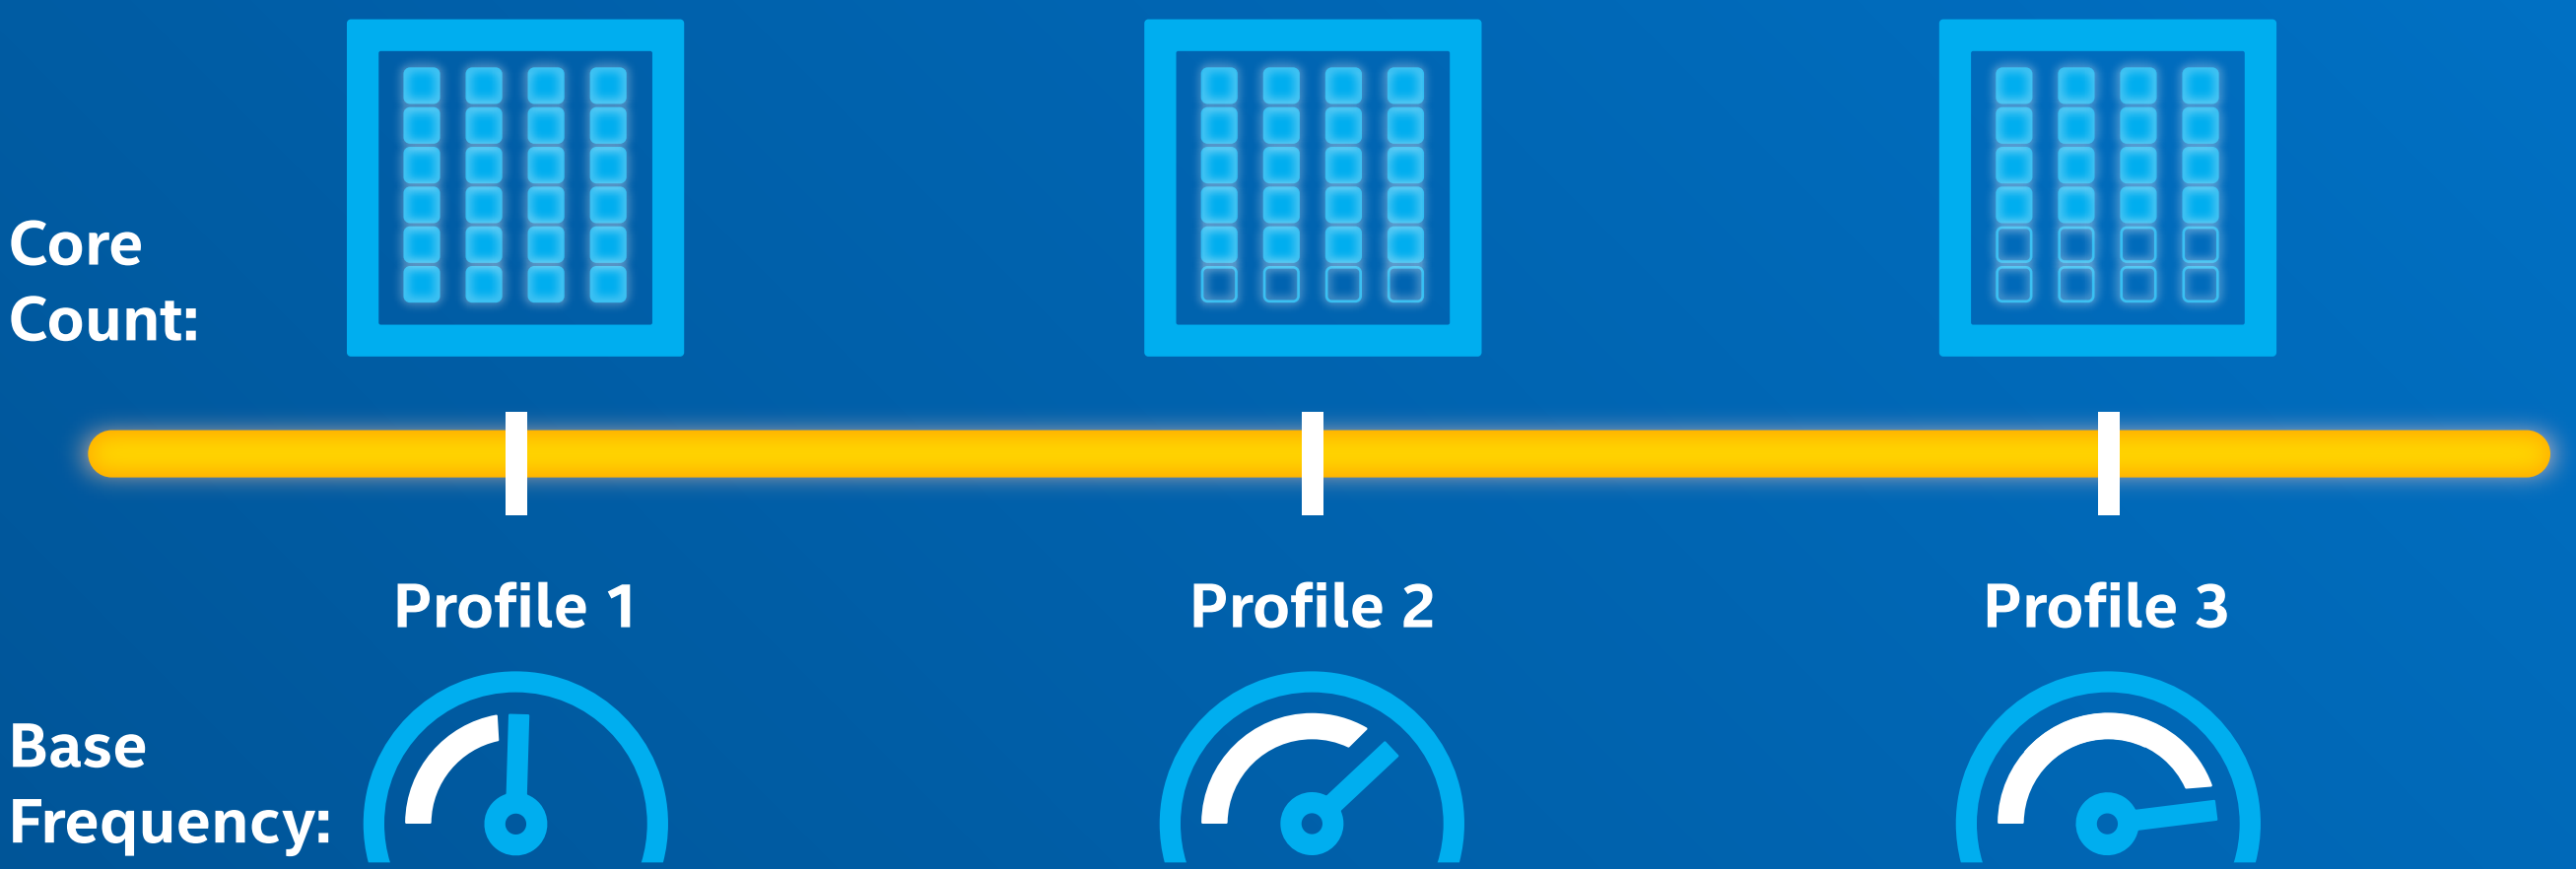 Core
Count:
Profile 1
Profile 2
Profile 3
Base
Frequency: